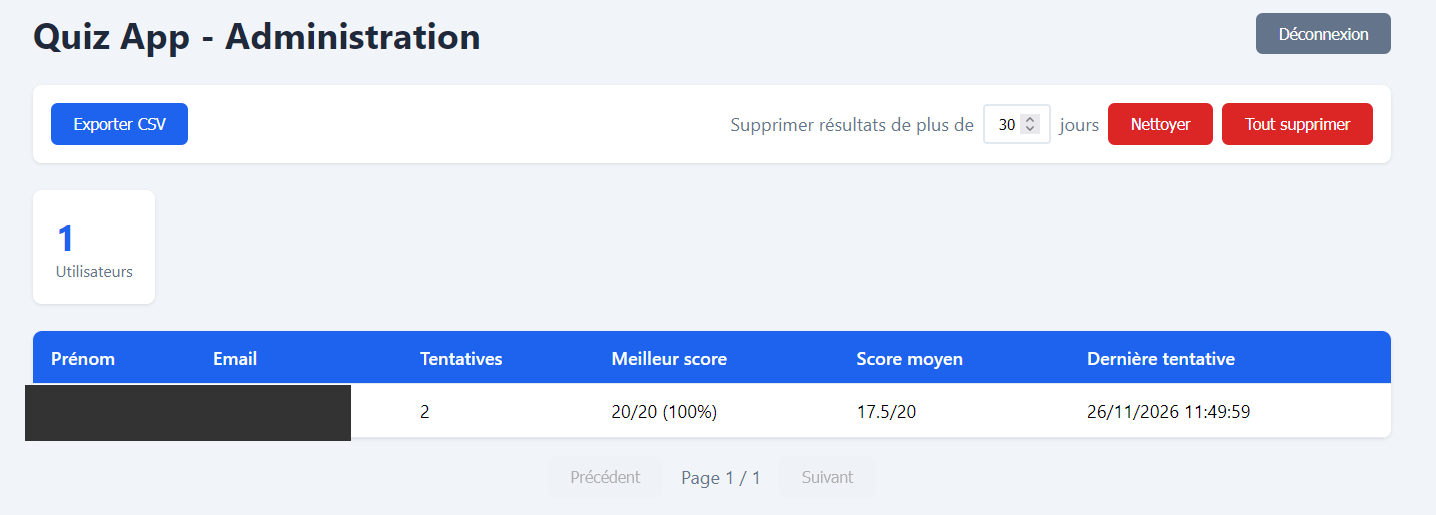 Quiz App - Administration
Déconnexion
Exporter CSV
Supprimer résultats de plus de 30 jours Nettoyer Tout supprimer
1
Utilisateurs
Prénom Email Tentatives Meilleur score Score moyen Dernière tentative
2 20/20 (100%) 17.5/20 26/11/2026 11:49:59
Précédent Page 1 / 1 Suivant